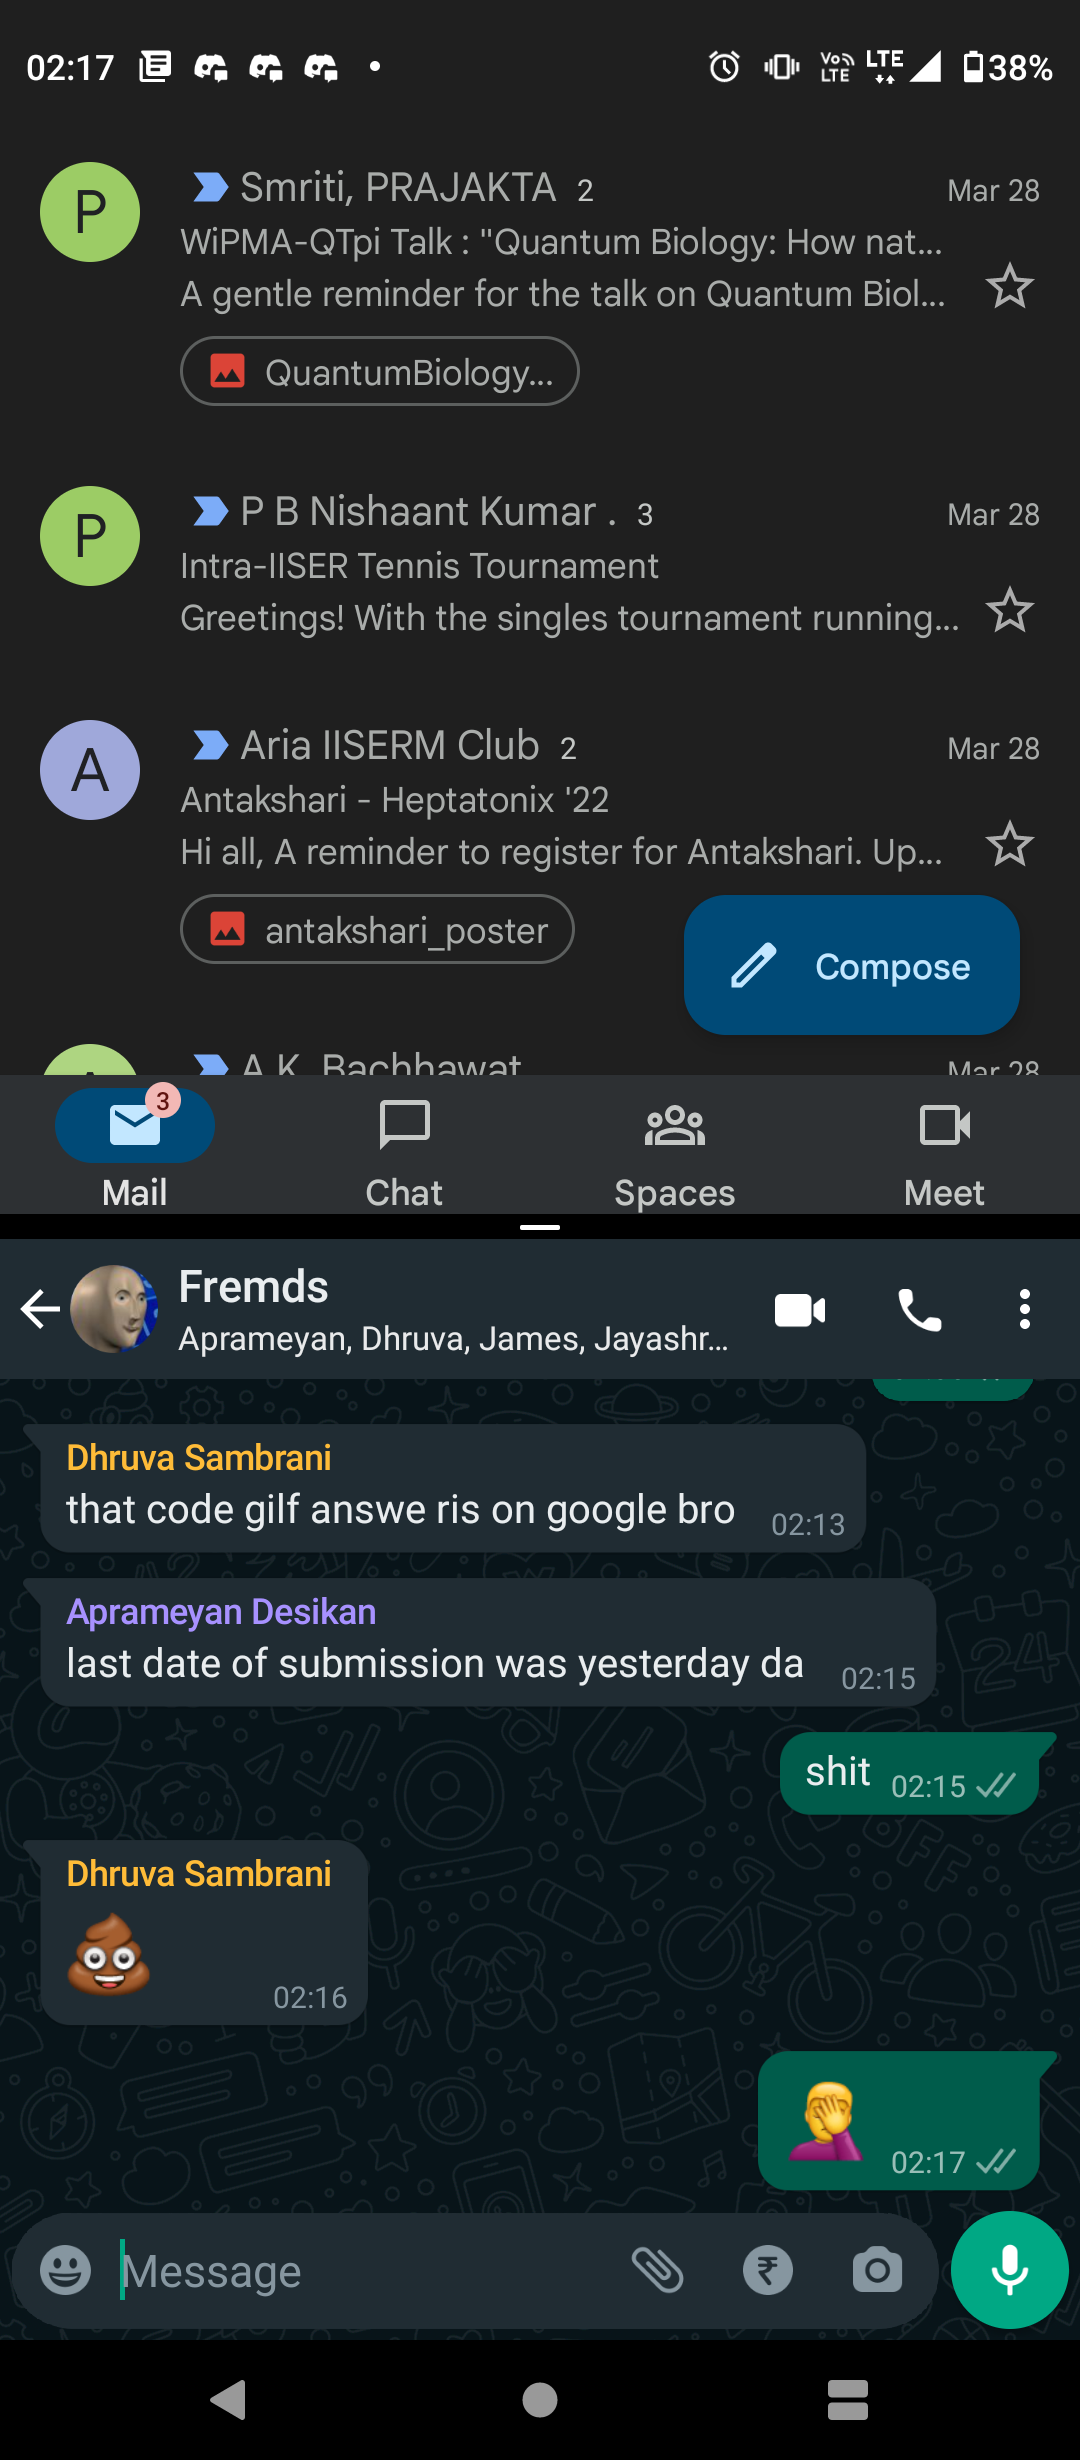 02:17
VoLTE LTE 38%
P
Smriti, PRAJAKTA 2 Mar 28
WiPMA-QTpi Talk : "Quantum Biology: How nat...
A gentle reminder for the talk on Quantum Biol...
QuantumBiology...
P
P B Nishaant Kumar . 3 Mar 28
Intra-IISER Tennis Tournament
Greetings! With the singles tournament running...
A
Aria IISERM Club 2 Mar 28
Antakshari - Heptatonix '22
Hi all, A reminder to register for Antakshari. Up...
antakshari_poster
Compose
A K Bachhawat Mar 28
3
Mail Chat Spaces Meet
Fremds
Aprameyan, Dhruva, James, Jayashr...
Dhruva Sambrani
that code gilf answe ris on google bro 02:13
Aprameyan Desikan
last date of submission was yesterday da 02:15
shit 02:15
Dhruva Sambrani
02:16
02:17
Message
₹